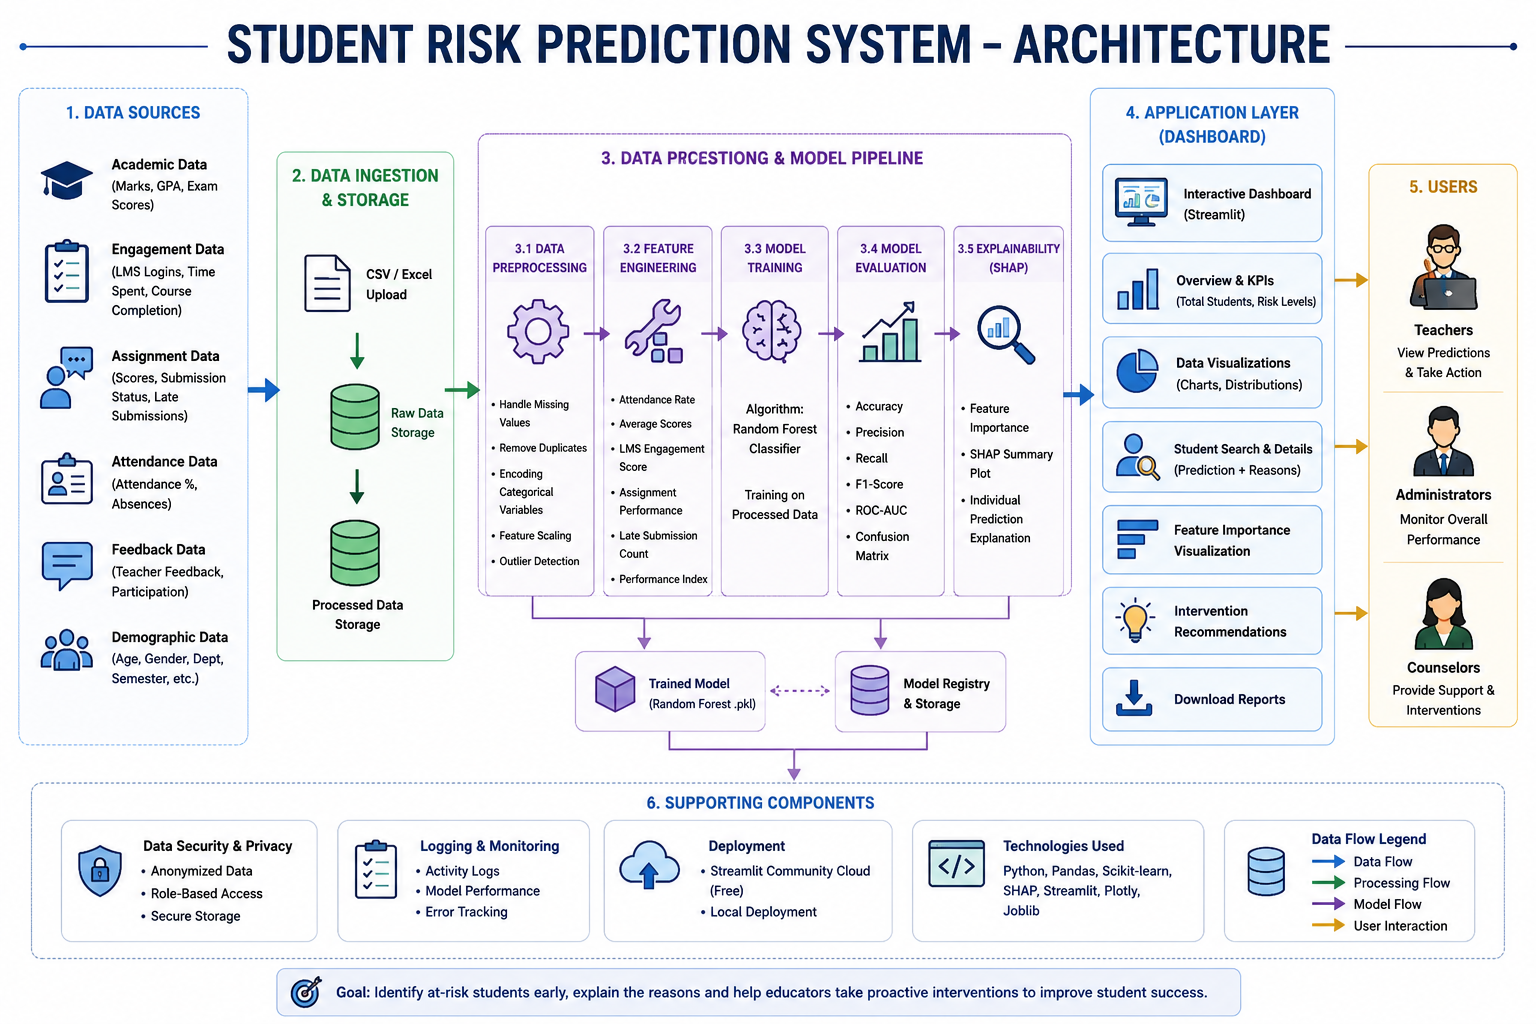 STUDENT RISK PREDICTION SYSTEM – ARCHITECTURE
1. DATA SOURCES
Academic Data
(Marks, GPA, Exam
Scores)
Engagement Data
(LMS Logins, Time
Spent, Course
Completion)
Assignment Data
(Scores, Submission
Status, Late
Submissions)
Attendance Data
(Attendance %,
Absences)
Feedback Data
(Teacher Feedback,
Participation)
Demographic Data
(Age, Gender, Dept,
Semester, etc.)
2. DATA INGESTION
& STORAGE
CSV / Excel
Upload
Raw Data
Storage
Processed Data
Storage
3. DATA PRCESTIONG & MODEL PIPELINE
3.1 DATA
PREPROCESSING
• Handle Missing
Values
• Remove Duplicates
• Encoding
Categorical
Variables
• Feature Scaling
• Outlier Detection
3.2 FEATURE
ENGINEERING
• Attendance Rate
• Average Scores
• LMS Engagement
Score
• Assignment
Performance
• Late Submission
Count
• Performance Index
3.3 MODEL
TRAINING
Algorithm:
Random Forest
Classifier
Training on
Processed Data
3.4 MODEL
EVALUATION
• Accuracy
• Precision
• Recall
• F1-Score
• ROC-AUC
• Confusion
Matrix
3.5 EXPLAINABILITY
(SHAP)
• Feature
Importance
• SHAP Summary
Plot
• Individual
Prediction
Explanation
Trained Model
(Random Forest .pkl)
Model Registry
& Storage
4. APPLICATION LAYER
(DASHBOARD)
Interactive Dashboard
(Streamlit)
Overview & KPIs
(Total Students, Risk Levels)
Data Visualizations
(Charts, Distributions)
Student Search & Details
(Prediction + Reasons)
Feature Importance
Visualization
Intervention
Recommendations
Download Reports
5. USERS
Teachers
View Predictions
& Take Action
Administrators
Monitor Overall
Performance
Counselors
Provide Support &
Interventions
6. SUPPORTING COMPONENTS
Data Security & Privacy
• Anonymized Data
• Role-Based Access
• Secure Storage
Logging & Monitoring
• Activity Logs
• Model Performance
• Error Tracking
Deployment
• Streamlit Community Cloud
(Free)
• Local Deployment
Technologies Used
Python, Pandas, Scikit-learn,
SHAP, Streamlit, Plotly,
Joblib
Data Flow Legend
Data Flow
Processing Flow
Model Flow
User Interaction
Goal: Identify at-risk students early, explain the reasons and help educators take proactive interventions to improve student success.